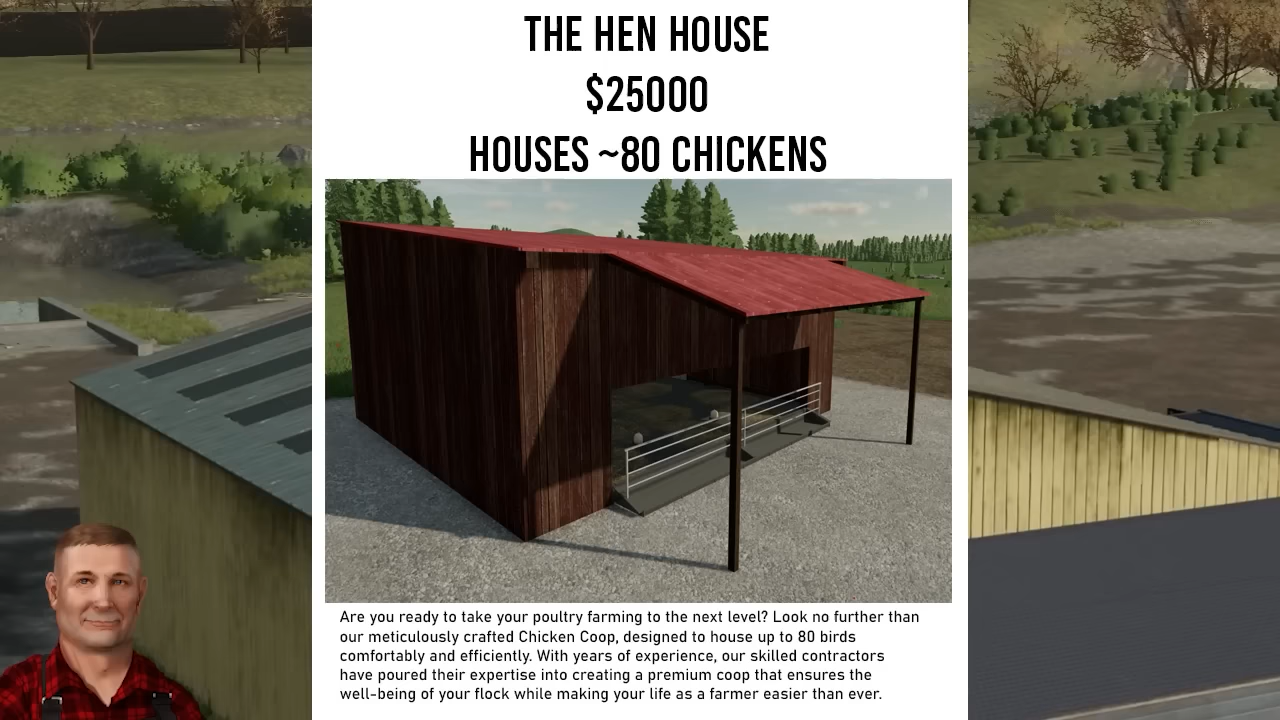 THE HEN HOUSE
$25000
HOUSES ~80 CHICKENS
Are you ready to take your poultry farming to the next level? Look no further than
our meticulously crafted Chicken Coop, designed to house up to 80 birds
comfortably and efficiently. With years of experience, our skilled contractors
have poured their expertise into creating a premium coop that ensures the
well-being of your flock while making your life as a farmer easier than ever.